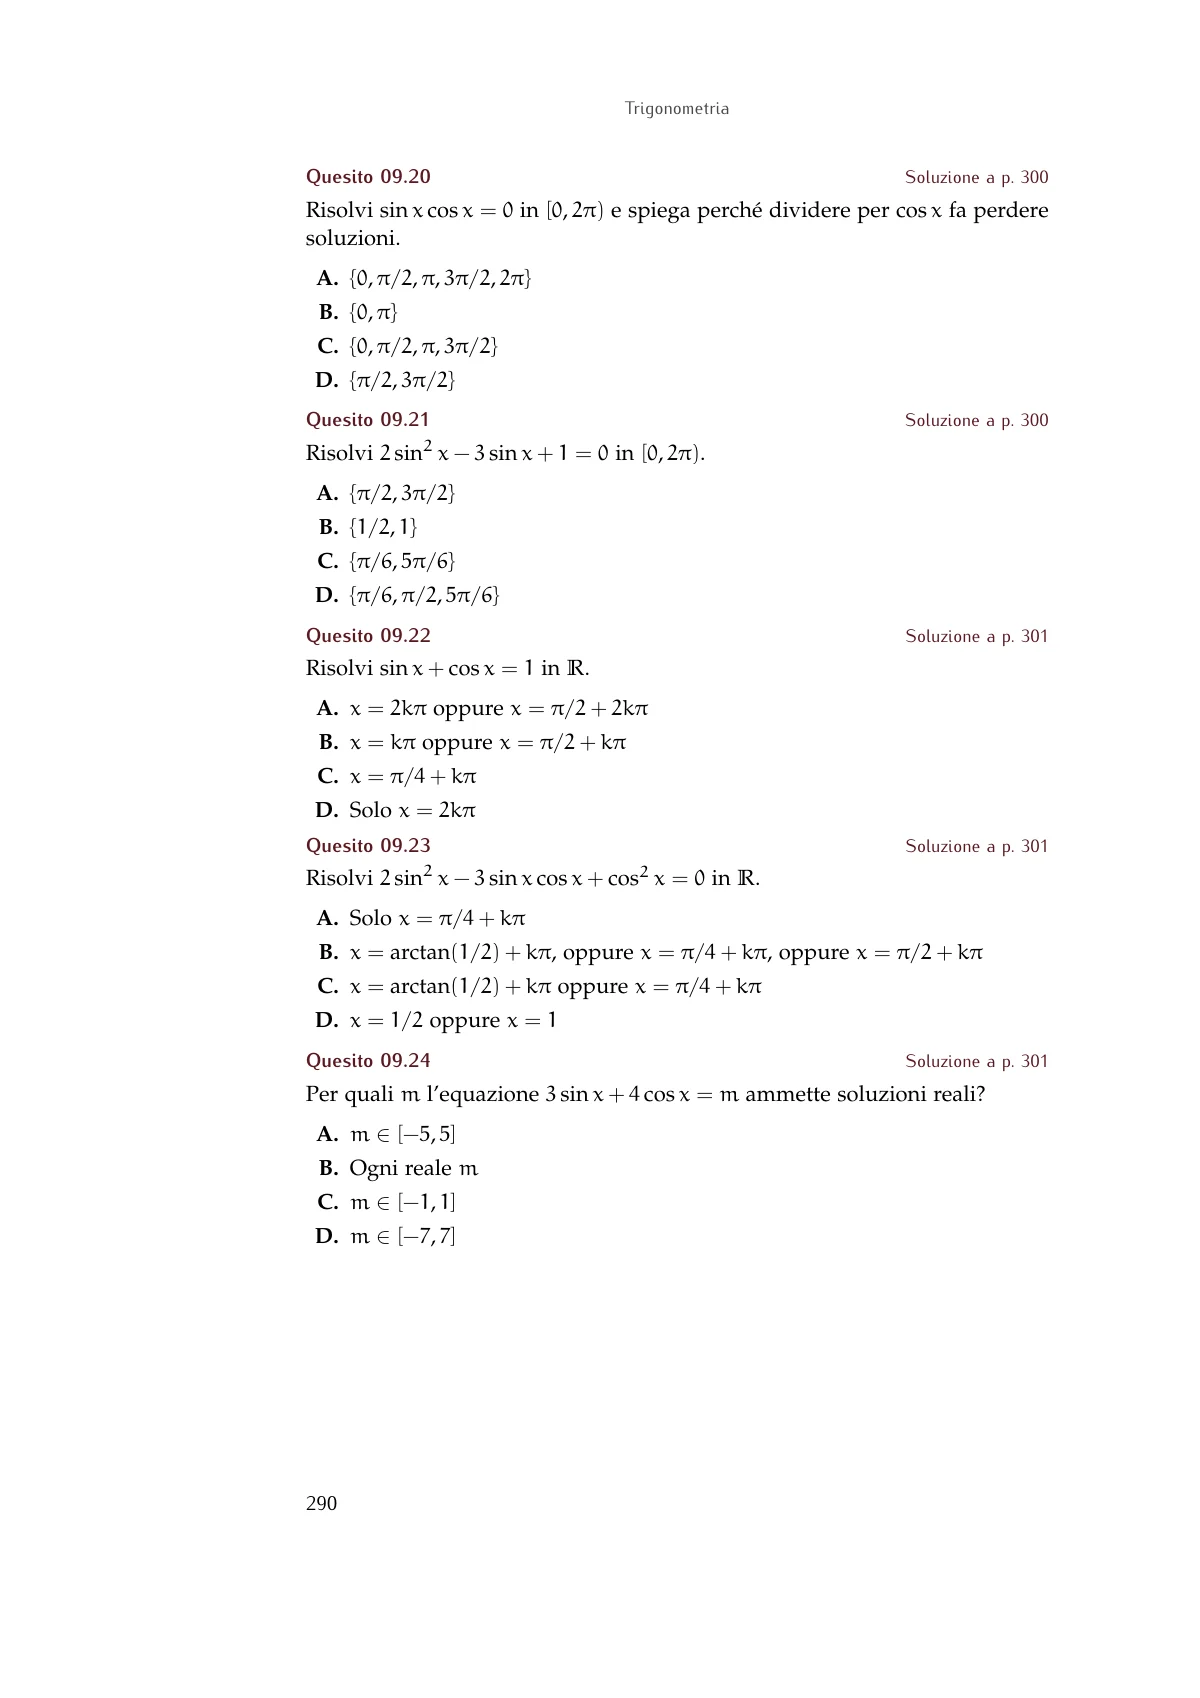 Trigonometria
Quesito 09.20 Soluzione a p. 300
Risolvi sin x cos x = 0 in [0, 2π) e spiega perché dividere per cos x fa perdere
soluzioni.
A. {0, π/2, π, 3π/2, 2π}
B. {0, π}
C. {0, π/2, π, 3π/2}
D. {π/2, 3π/2}
Quesito 09.21 Soluzione a p. 300
Risolvi 2 sin² x − 3 sin x + 1 = 0 in [0, 2π).
A. {π/2, 3π/2}
B. {1/2, 1}
C. {π/6, 5π/6}
D. {π/6, π/2, 5π/6}
Quesito 09.22 Soluzione a p. 301
Risolvi sin x + cos x = 1 in ℝ.
A. x = 2kπ oppure x = π/2 + 2kπ
B. x = kπ oppure x = π/2 + kπ
C. x = π/4 + kπ
D. Solo x = 2kπ
Quesito 09.23 Soluzione a p. 301
Risolvi 2 sin² x − 3 sin x cos x + cos² x = 0 in ℝ.
A. Solo x = π/4 + kπ
B. x = arctan(1/2) + kπ, oppure x = π/4 + kπ, oppure x = π/2 + kπ
C. x = arctan(1/2) + kπ oppure x = π/4 + kπ
D. x = 1/2 oppure x = 1
Quesito 09.24 Soluzione a p. 301
Per quali m l'equazione 3 sin x + 4 cos x = m ammette soluzioni reali?
A. m ∈ [−5, 5]
B. Ogni reale m
C. m ∈ [−1, 1]
D. m ∈ [−7, 7]
290